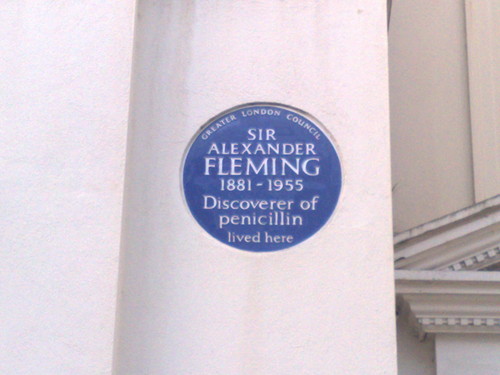 GREATER LONDON COUNCIL
SIR
ALEXANDER
FLEMING
1881-1955
Discoverer of
penicillin
lived here